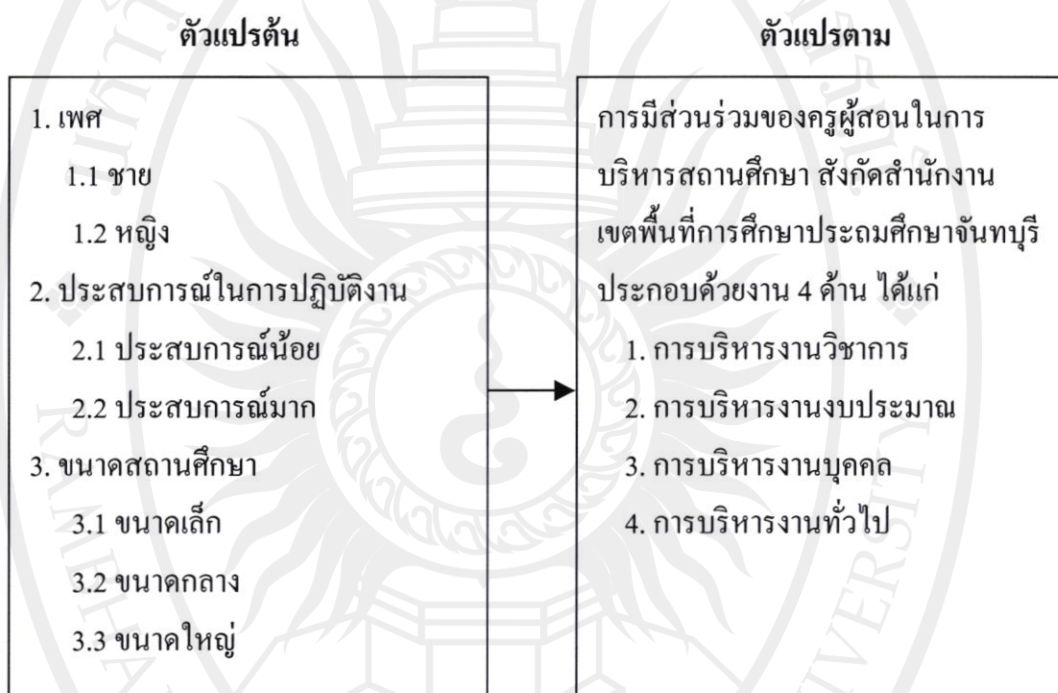 ตัวแปรต้น
1. เพศ
1.1 ชาย
1.2 หญิง
2. ประสบการณ์ในการปฏิบัติงาน
2.1 ประสบการณ์น้อย
2.2 ประสบการณ์มาก
3. ขนาดสถานศึกษา
3.1 ขนาดเล็ก
3.2 ขนาดกลาง
3.3 ขนาดใหญ่
ตัวแปรตาม
การมีส่วนร่วมของครูผู้สอนในการ
บริหารสถานศึกษา สังกัดสำนักงาน
เขตพื้นที่การศึกษาประถมศึกษาจันทบุรี
ประกอบด้วยงาน 4 ด้าน ได้แก่
1. การบริหารงานวิชาการ
2. การบริหารงานงบประมาณ
3. การบริหารงานบุคคล
4. การบริหารงานทั่วไป